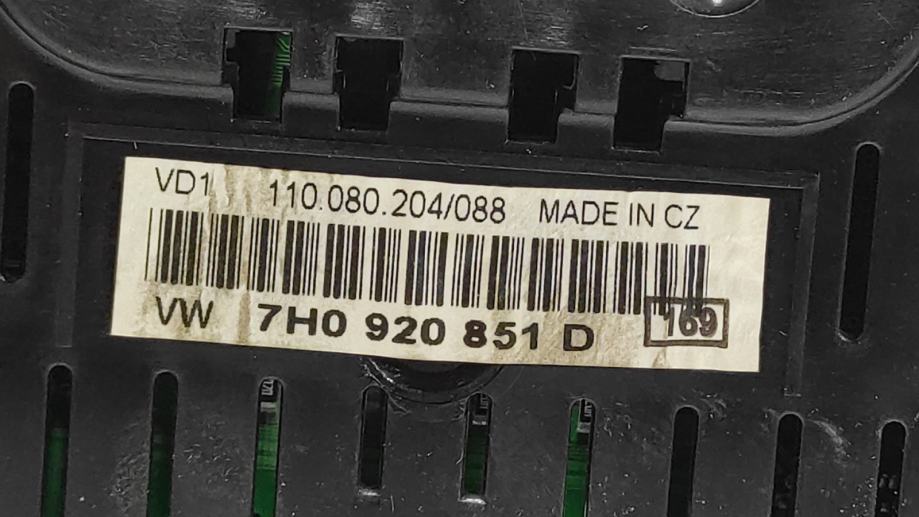 VD1 110.080.204/088 MADE IN CZ
VW 7H0 920 851 D 169